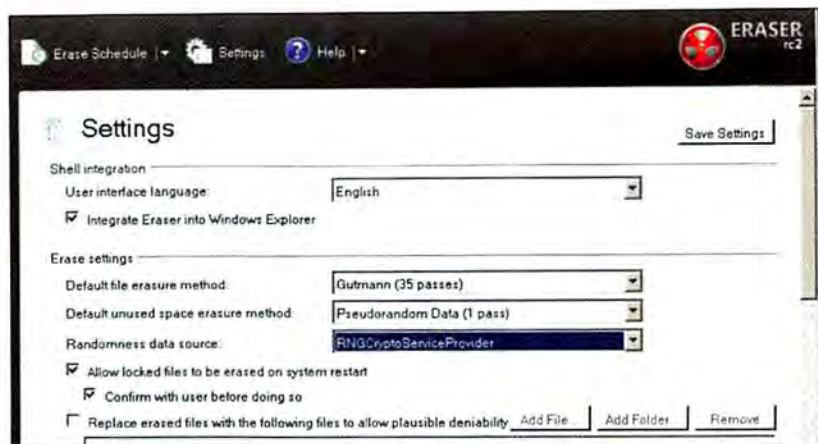 Erase Schedule Settings Help ERASER
rc2
Settings Save Settings
Shell integration
User interface language: English
Integrate Eraser into Windows Explorer
Erase settings
Default file erasure method: Gutmann (35 passes)
Default unused space erasure method: Pseudorandom Data (1 pass)
Randomness data source: RNGCryptoServiceProvider
Allow locked files to be erased on system restart
Confirm with user before doing so
Replace erased files with the following files to allow plausible deniability Add File... Add Folder Remove